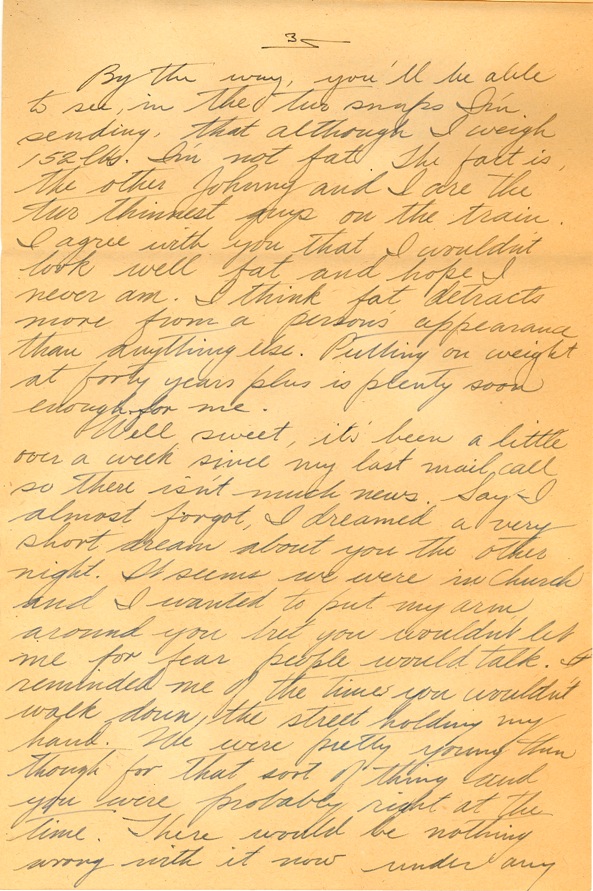 3
By the way, you'll be able
to see, in the two snaps I'm
sending, that although I weigh
152 lbs. I'm not fat. The fact is,
the other Johnny and I are the
two thinnest guys on the train.
I agree with you that I wouldn't
look well fat and hope I
never am. I think fat detracts
more from a person's appearance
than anything else. Putting on weight
at forty years plus is plenty soon
enough for me.
Well, sweet, it's been a little
over a week since my last mail call
so there isn't much news. Say - I
almost forgot, I dreamed a very
short dream about you the other
night. It seems we were in Church
and I wanted to put my arm
around you but you wouldn't let
me for fear people would talk. It
reminded me of the time you wouldn't
walk down the street holding my
hand. We were pretty young then
though for that sort of thing and
you were probably right at the
time. There would be nothing
wrong with it now under any